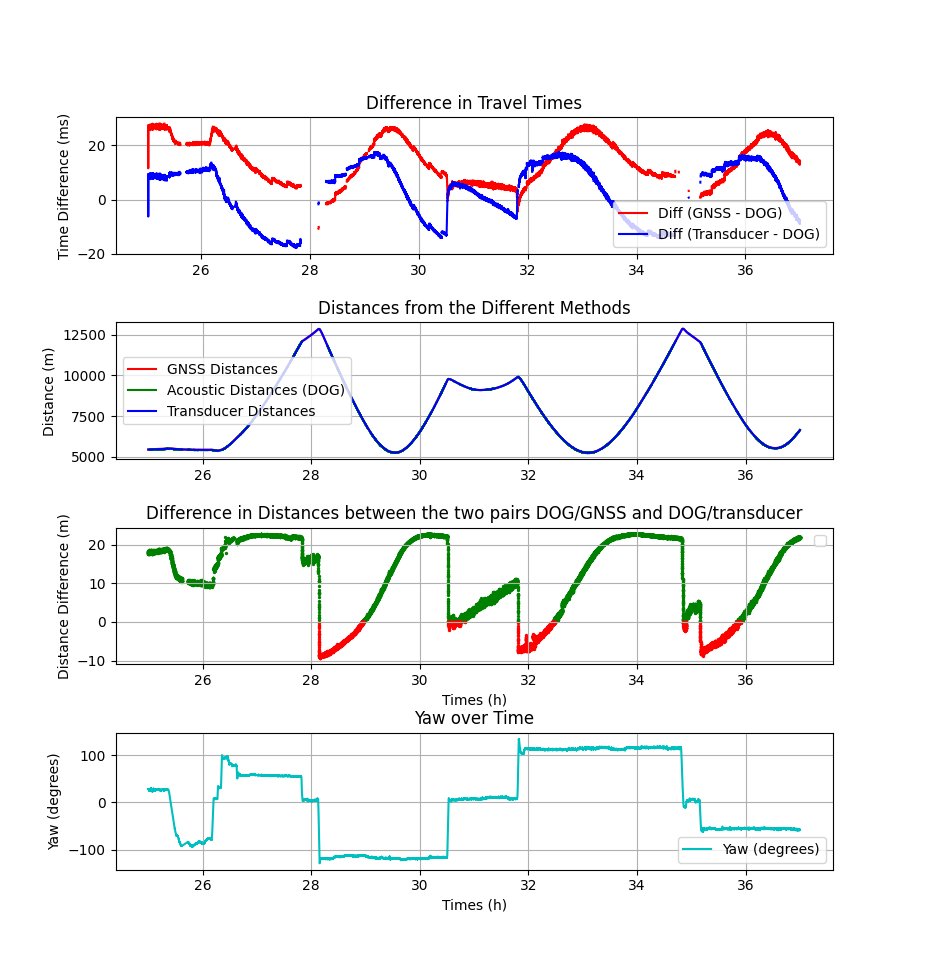 Difference in Travel Times
Time Difference (ms)
20
0
−20
26 28 30 32 34 36
Diff (GNSS - DOG)
Diff (Transducer - DOG)
Distances from the Different Methods
Distance (m)
12500
10000
7500
5000
26 28 30 32 34 36
GNSS Distances
Acoustic Distances (DOG)
Transducer Distances
Difference in Distances between the two pairs DOG/GNSS and DOG/transducer
Distance Difference (m)
20
10
0
−10
26 28 30 32 34 36
Times (h)
Yaw over Time
Yaw (degrees)
100
0
−100
26 28 30 32 34 36
Yaw (degrees)
Times (h)